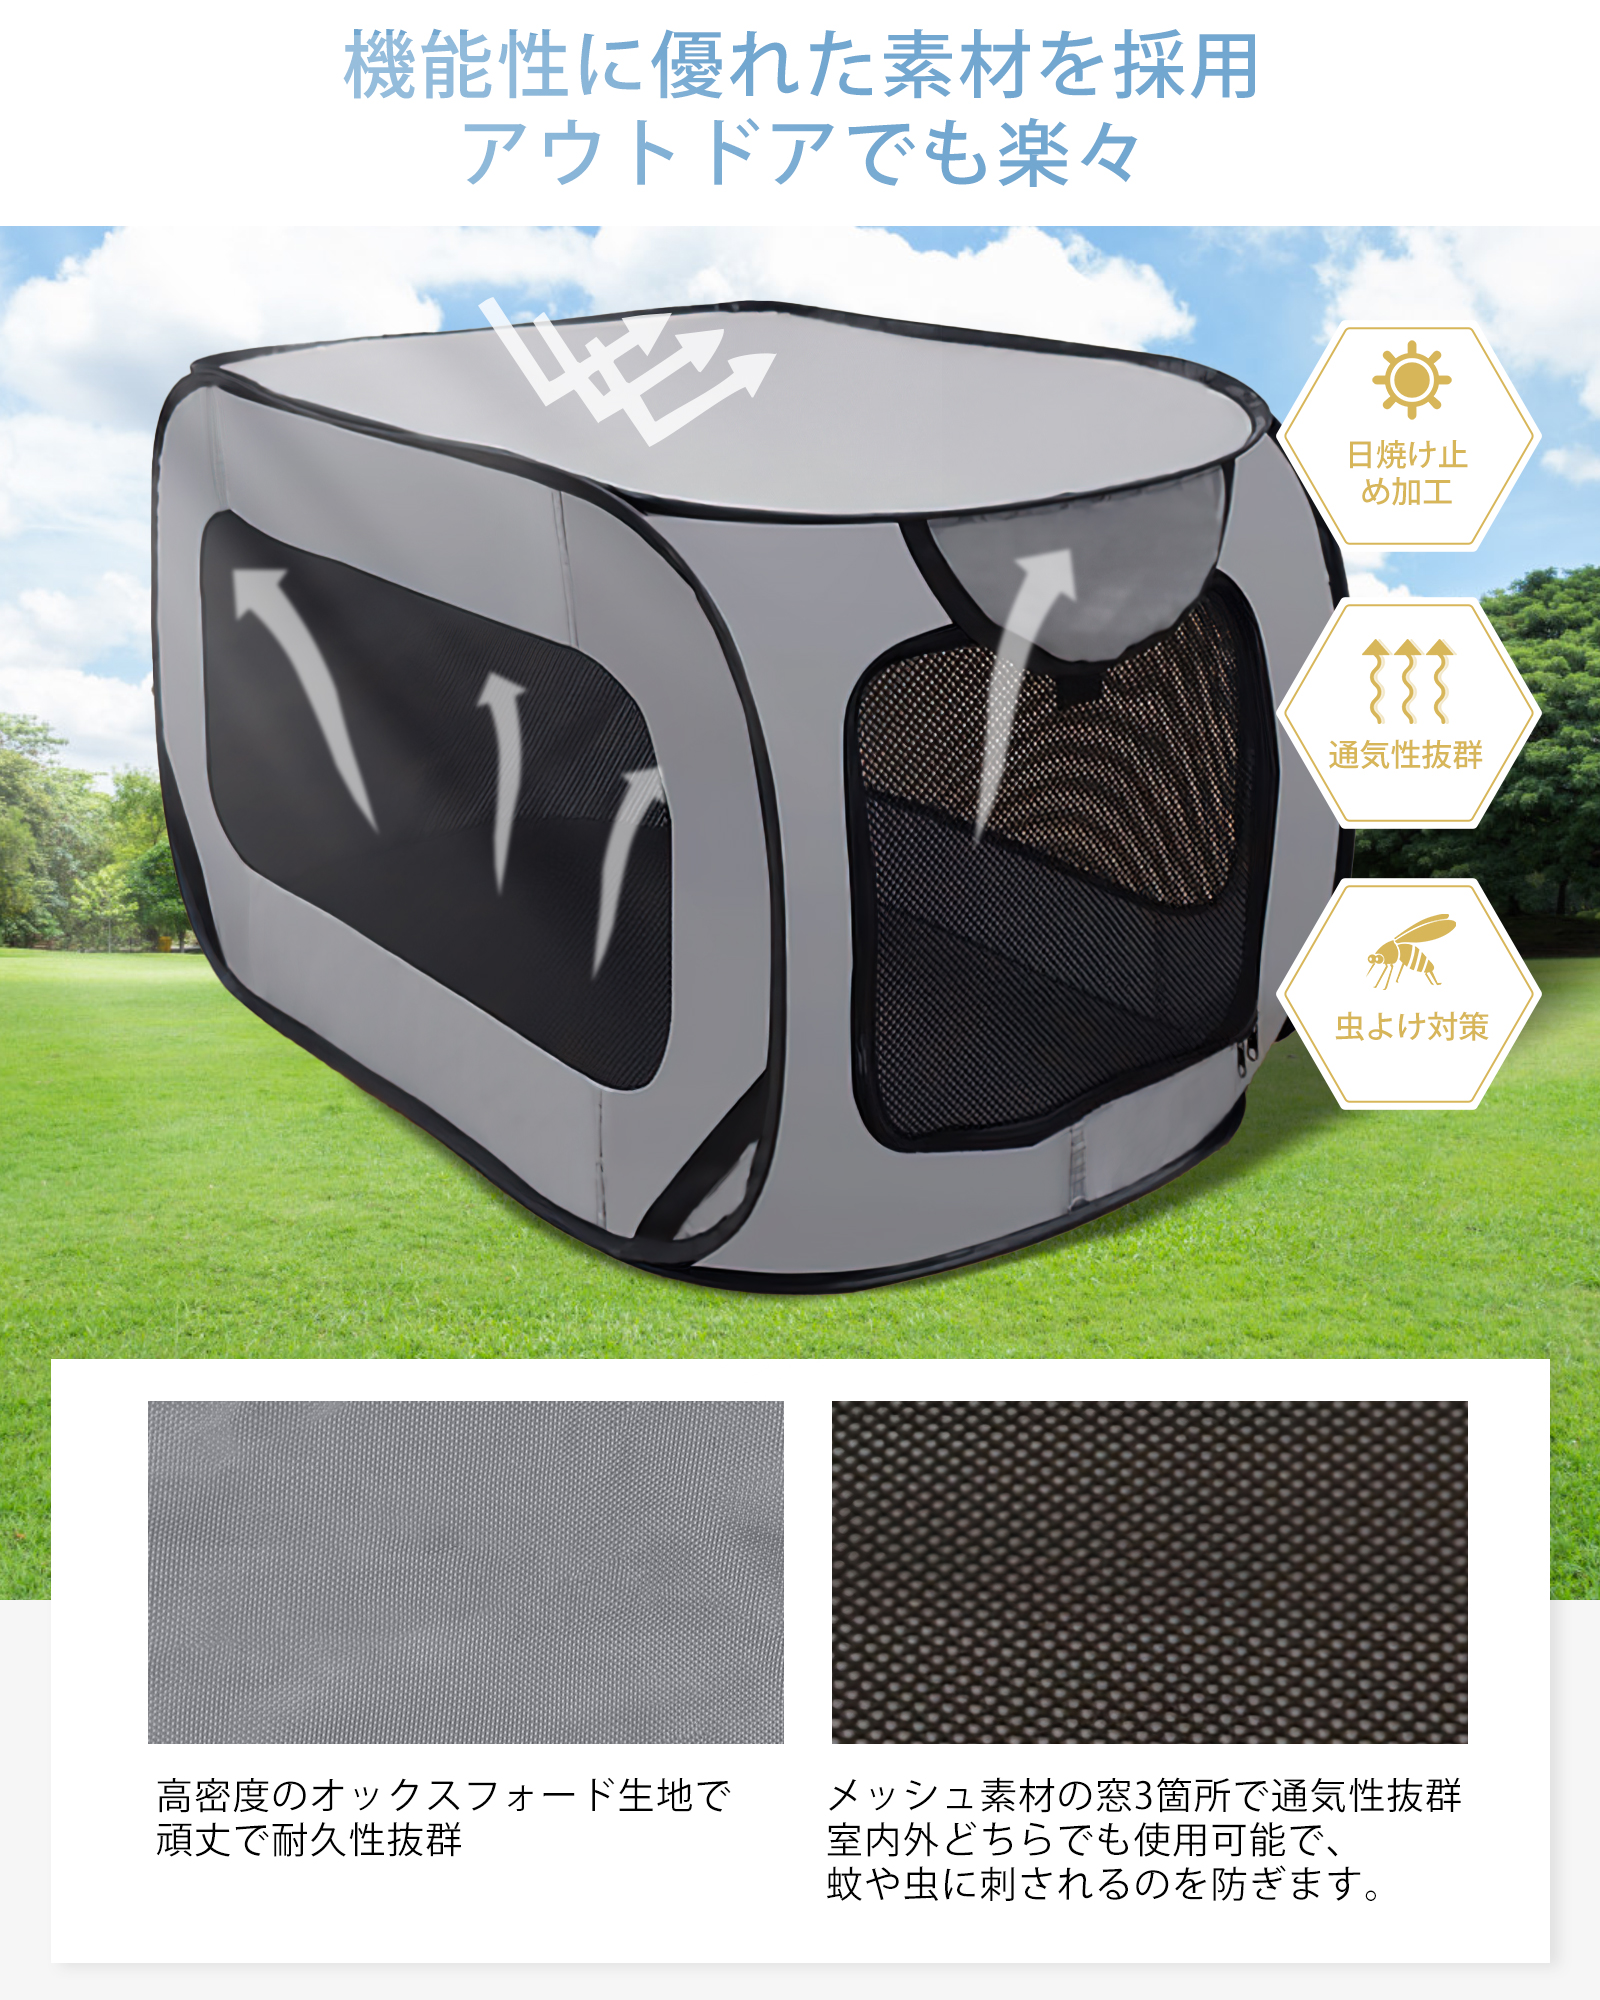 機能性に優れた素材を採用
アウトドアでも楽々
日焼け止
め加工
通気性抜群
虫よけ対策
高密度のオックスフォード生地で
頑丈で耐久性抜群
メッシュ素材の窓3箇所で通気性抜群
室内外どちらでも使用可能で、
蚊や虫に刺されるのを防ぎます。